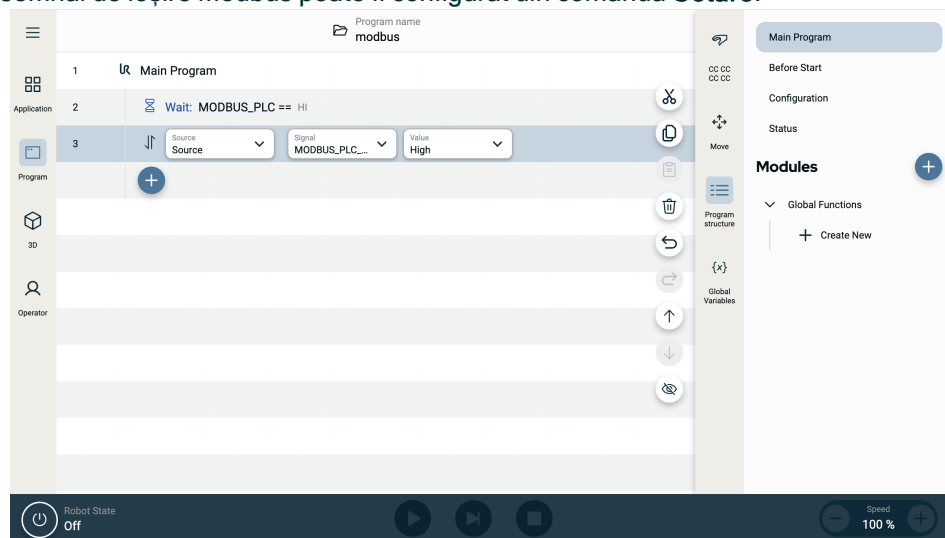 semnal de ieșire Modbus poate fi configurat din comanda Setare.
Program name
modbus
Application
Program
3D
Operator
1 Main Program
2 Wait: MODBUS_PLC == HI
3
Source
Source
Signal
MODBUS_PLC_...
Value
High
CC CC
CC CC
Move
Program
structure
{x}
Global
Variables
Main Program
Before Start
Configuration
Status
Modules
Global Functions
Create New
Robot State
Off
Speed
100 %